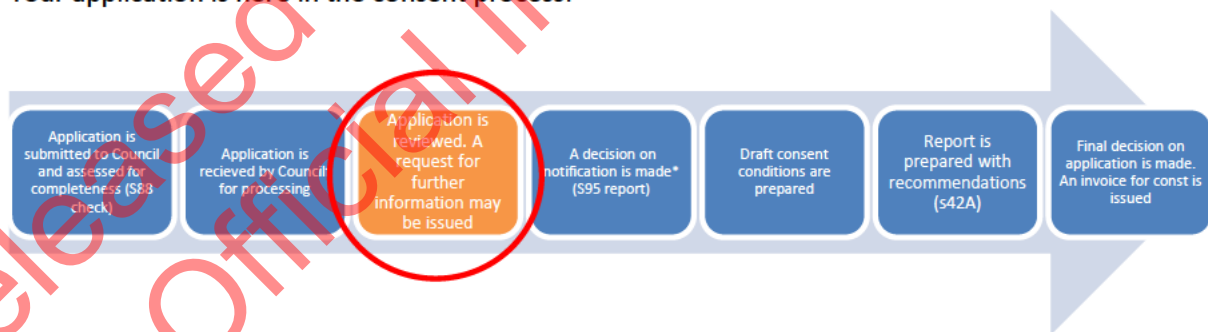 Your application is here in the consent process:
Application is
submitted to Council
and assessed for
completeness (S88
check)
Application is
recieved by Council
for processing
Application is
reviewed. A
request for
further
information may
be issued
A decision on
notification is made*
(S95 report)
Draft consent
conditions are
prepared
Report is
prepared with
recommendations
(s42A)
Final decision on
application is made.
An invoice for const is
issued
Released
Official